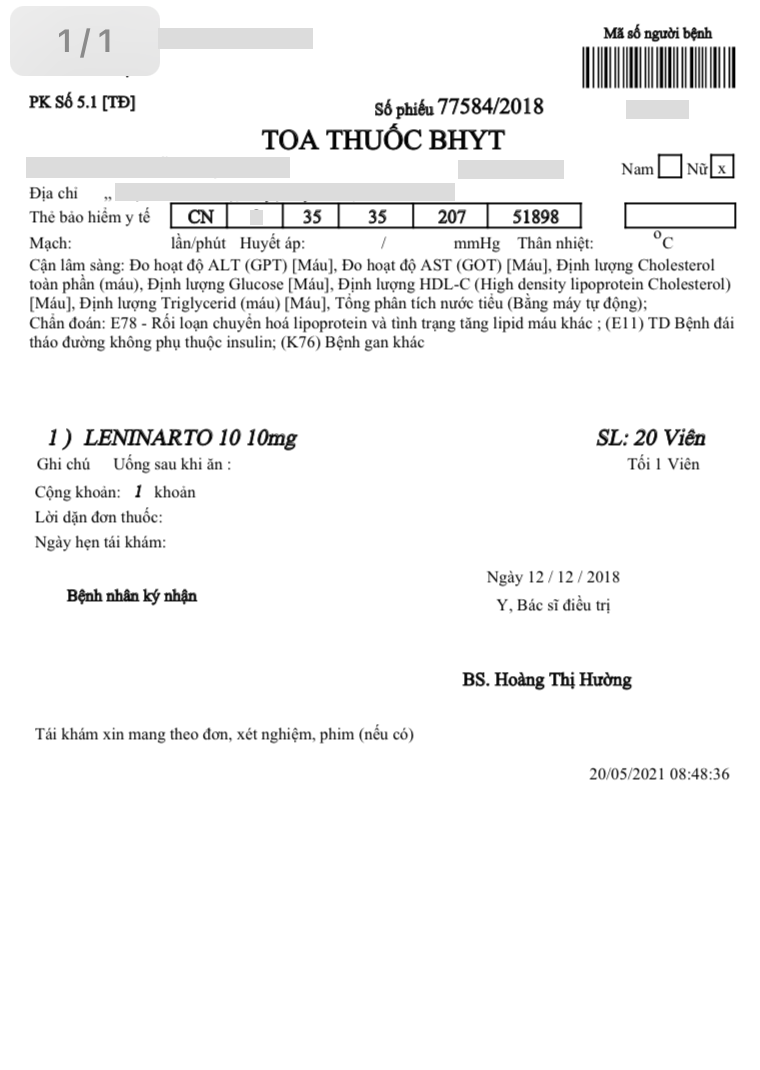 1/1
Mã số người bệnh
PK Số 5.1 [TĐ]
Số phiếu 77584/2018
TOA THUỐC BHYT
Nam Nữ x
Địa chỉ ,,
Thẻ bảo hiểm y tế CN 35 35 207 51898
Mạch: lần/phút Huyết áp: / mmHg Thân nhiệt: °C
Cận lâm sàng: Đo hoạt độ ALT (GPT) [Máu], Đo hoạt độ AST (GOT) [Máu], Định lượng Cholesterol
toàn phần (máu), Định lượng Glucose [Máu], Định lượng HDL-C (High density lipoprotein Cholesterol)
[Máu], Định lượng Triglycerid (máu) [Máu], Tổng phân tích nước tiểu (Bằng máy tự động);
Chẩn đoán: E78 - Rối loạn chuyển hoá lipoprotein và tình trạng tăng lipid máu khác ; (E11) TD Bệnh đái
tháo đường không phụ thuộc insulin; (K76) Bệnh gan khác
1 ) LENINARTO 10 10mg SL: 20 Viên
Ghi chú Uống sau khi ăn : Tối 1 Viên
Cộng khoản: 1 khoản
Lời dặn đơn thuốc:
Ngày hẹn tái khám:
Ngày 12 / 12 / 2018
Bệnh nhân ký nhận
Y, Bác sĩ điều trị
BS. Hoàng Thị Hường
Tái khám xin mang theo đơn, xét nghiệm, phim (nếu có)
20/05/2021 08:48:36